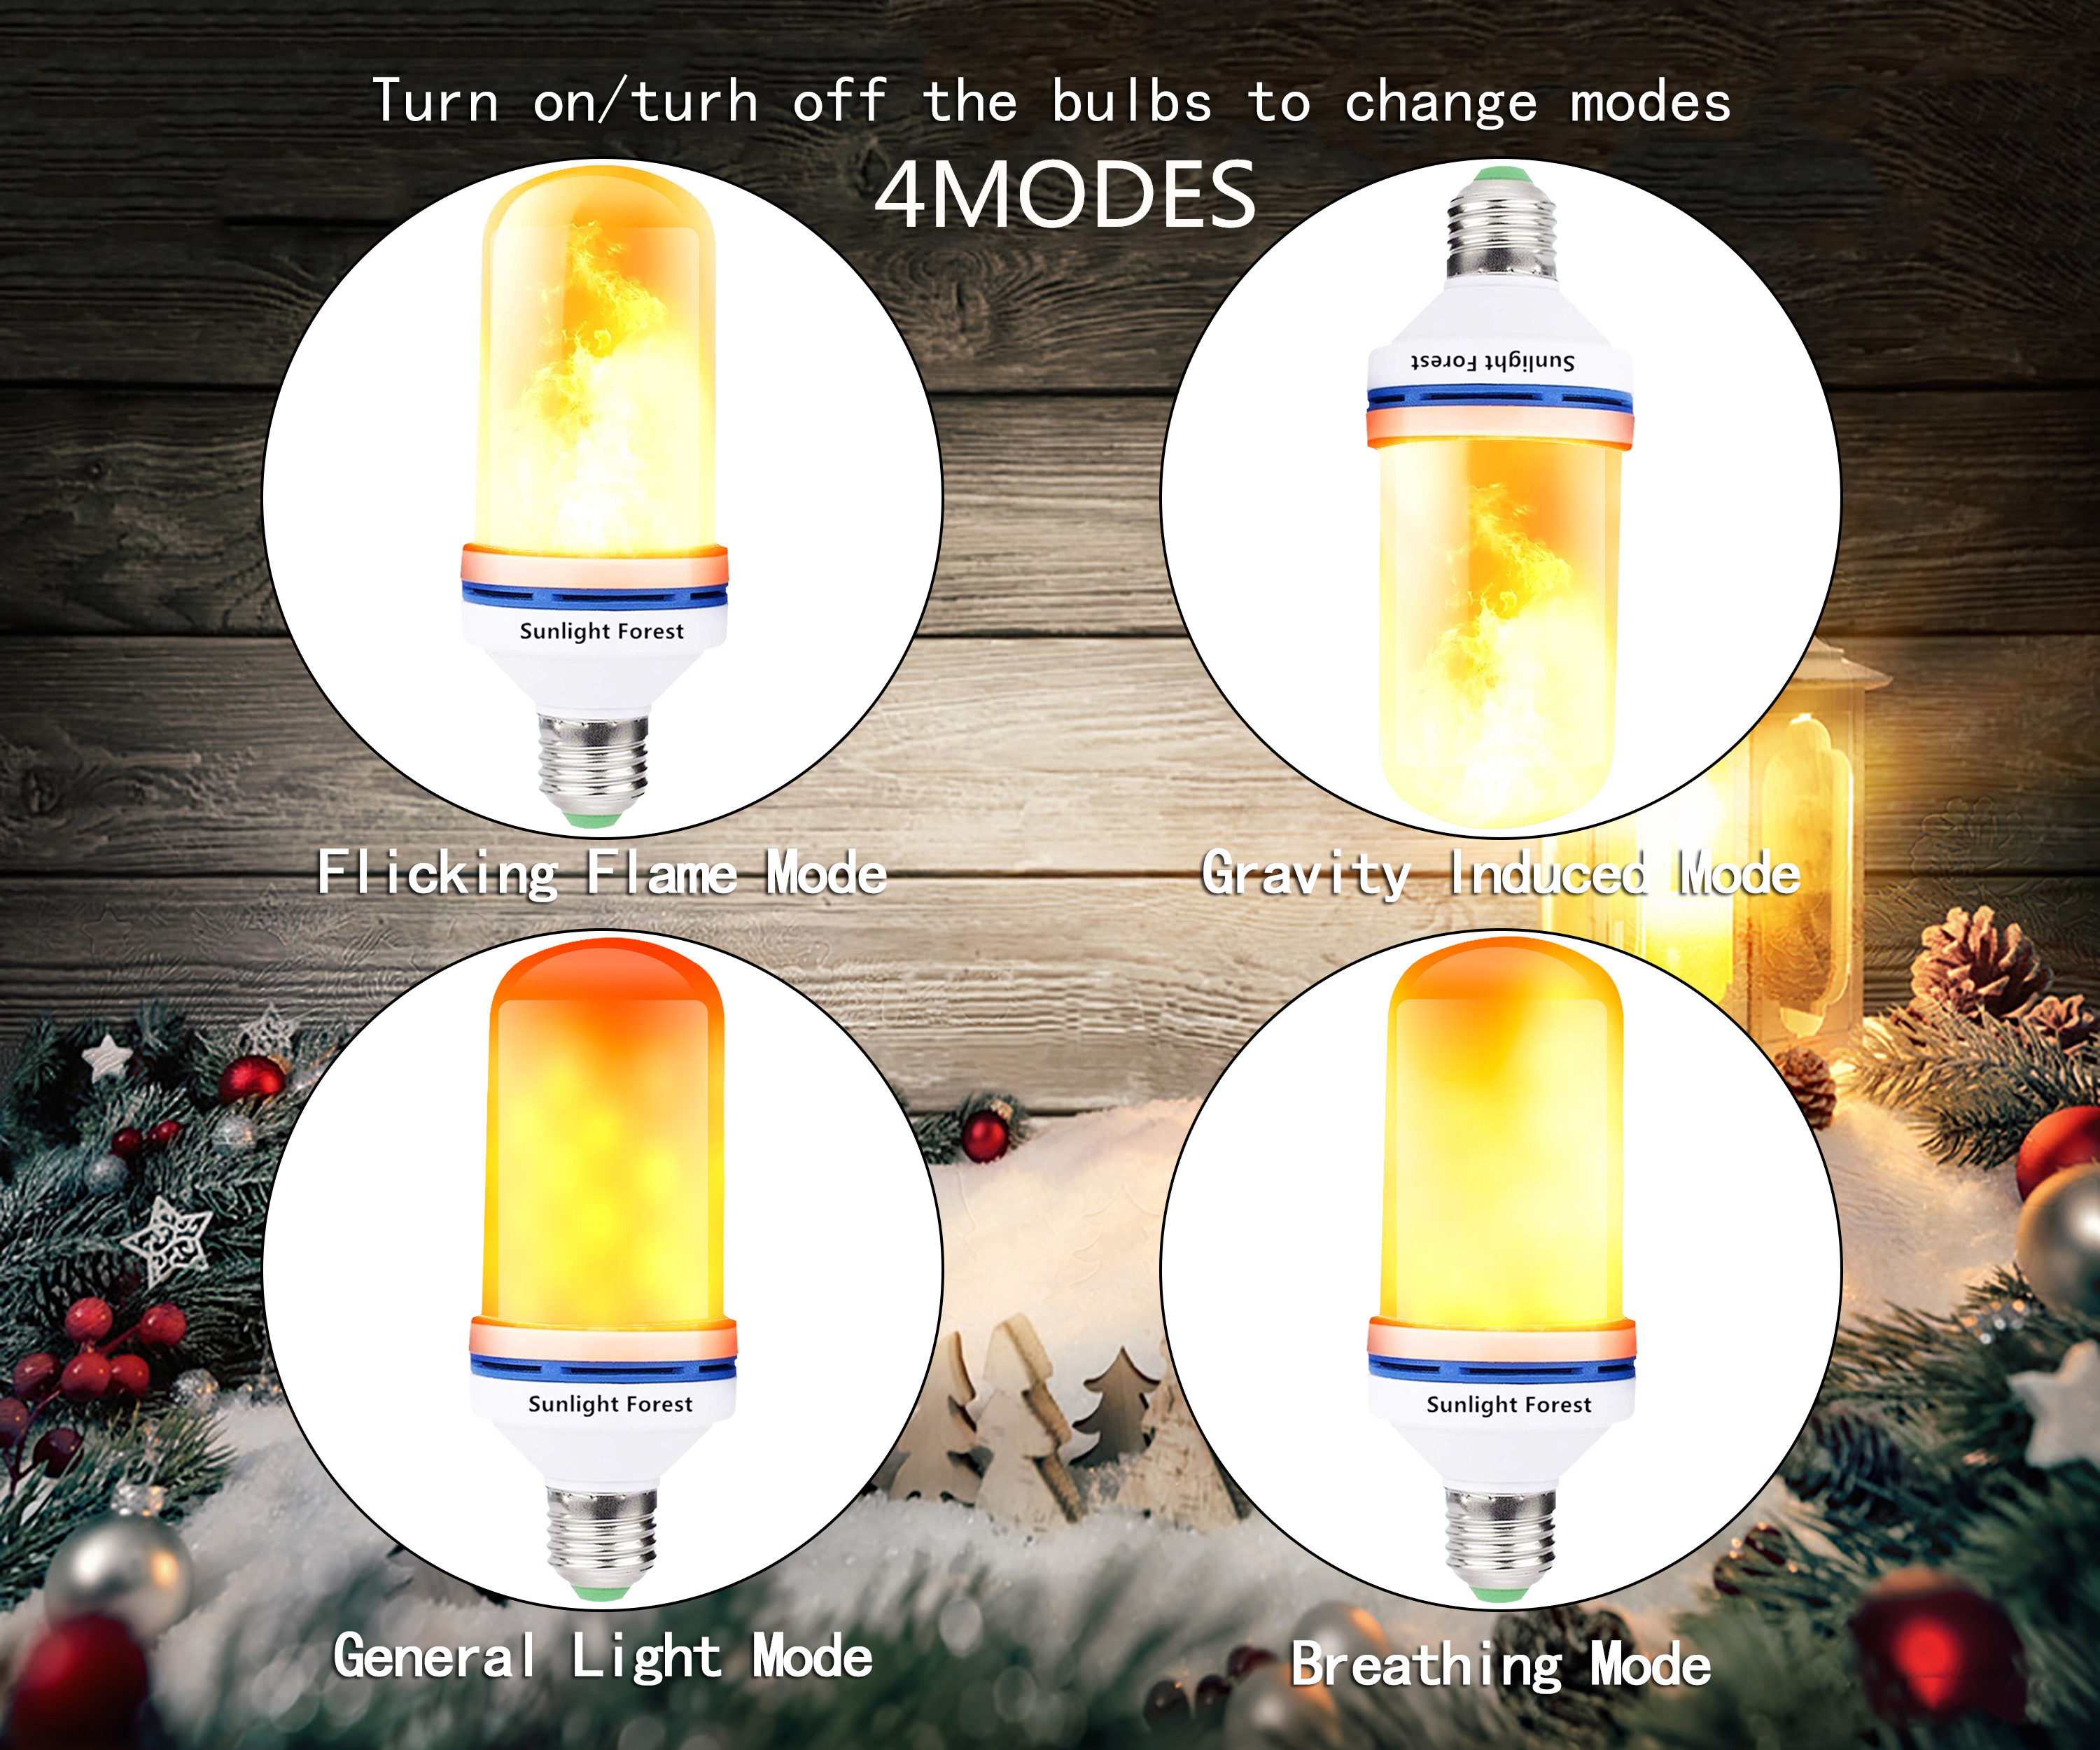 Turn on/turh off the bulbs to change modes
4MODES
Sunlight Forest
Sunlight Forest
Flicking Flame Mode
Gravity Induced Mode
Sunlight Forest
Sunlight Forest
General Light Mode
Breathing Mode